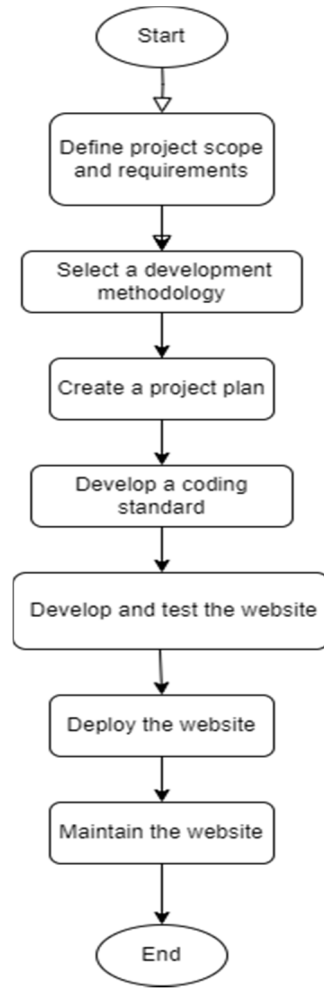 Start
Define project scope
and requirements
Select a development
methodology
Create a project plan
Develop a coding
standard
Develop and test the website
Deploy the website
Maintain the website
End